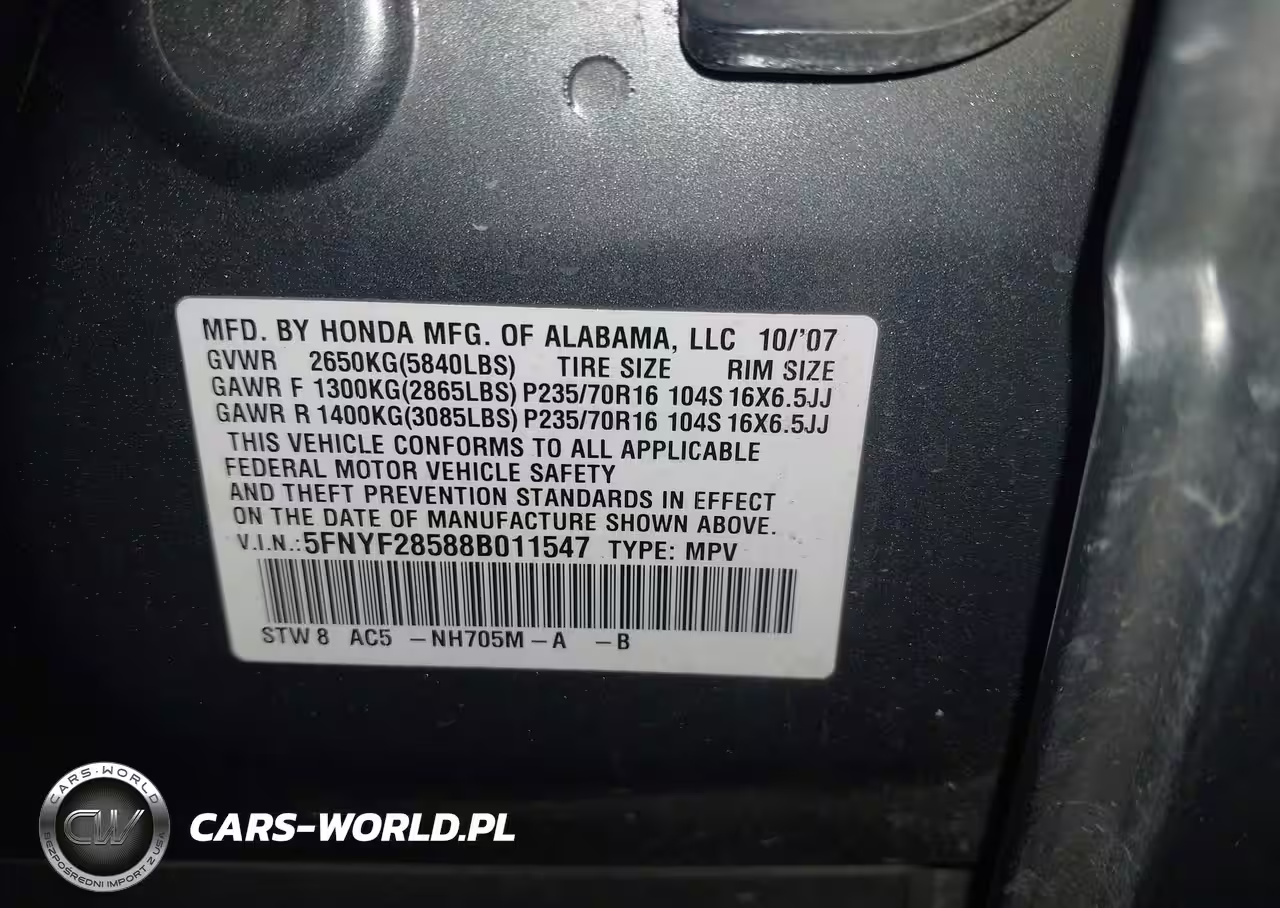 MFD. BY HONDA MFG. OF ALABAMA, LLC 10/'07
GVWR 2650KG(5840LBS) TIRE SIZE RIM SIZE
GAWR F 1300KG(2865LBS) P235/70R16 104S 16X6.5JJ
GAWR R 1400KG(3085LBS) P235/70R16 104S 16X6.5JJ
THIS VEHICLE CONFORMS TO ALL APPLICABLE
FEDERAL MOTOR VEHICLE SAFETY
AND THEFT PREVENTION STANDARDS IN EFFECT
ON THE DATE OF MANUFACTURE SHOWN ABOVE.
V.I.N.:5FNYF28588B011547 TYPE: MPV
STW 8 AC5 -NH705M-A -B
CARS-WORLD
CW
BEZPOŚREDNI IMPORT Z USA
CARS-WORLD.PL